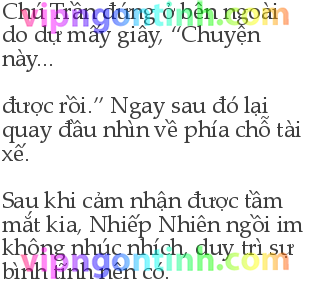 Chú Trần đứng ở bên ngoài
do dự mấy giây, “Chuyện
này...
được rồi.” Ngay sau đó lại
quay đầu nhìn về phía chỗ tài
xế.
Sau khi cảm nhận được tầm
mắt kia, Nhiếp Nhiên ngồi im
không nhúc nhích, duy trì sự
bình tĩnh nên có.
vipngontinh.com
vipngontinh.com
vipngontinh.com